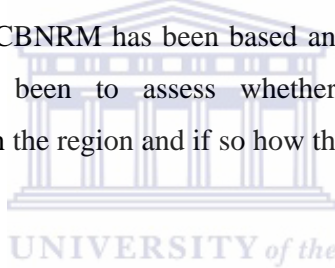 CBNRM has been based an
been to assess whether
the region and if so how th
UNIVERSITY of the